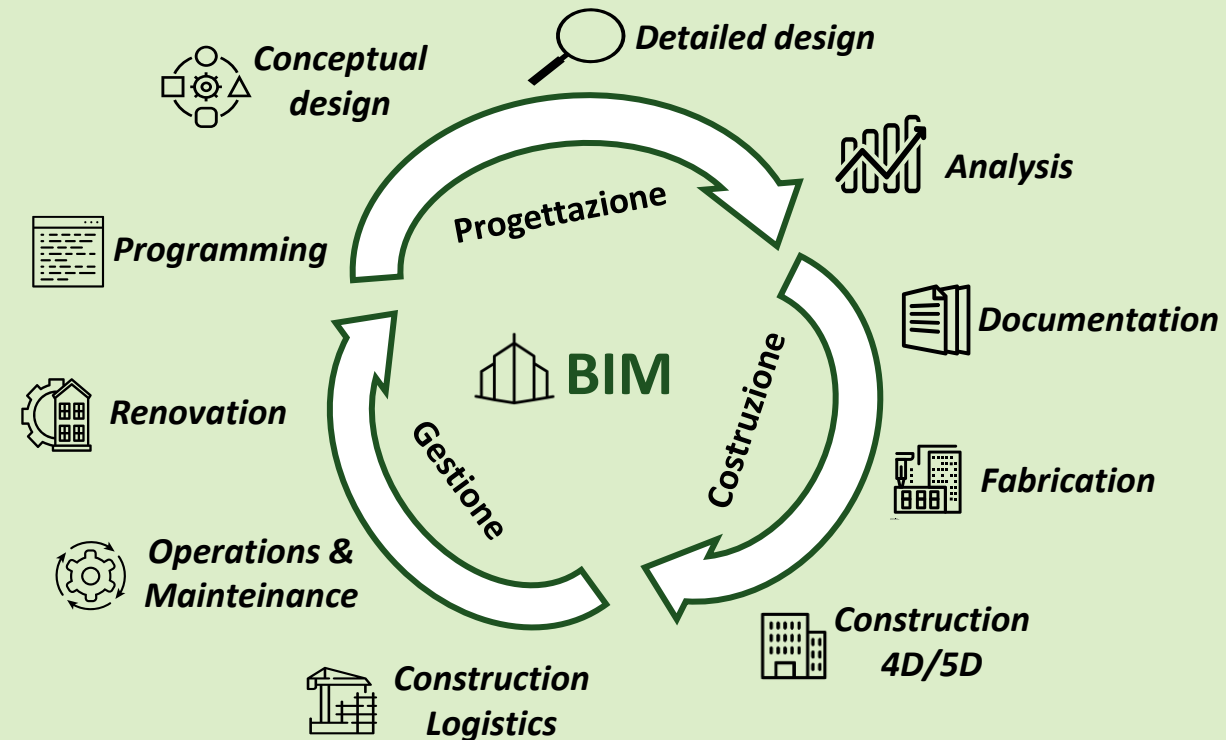 Detailed design
Conceptual
design
Analysis
Progettazione
Programming
Documentation
BIM
Costruzione
Renovation
Gestione
Fabrication
Operations &
Mainteinance
Construction
4D/5D
Construction
Logistics